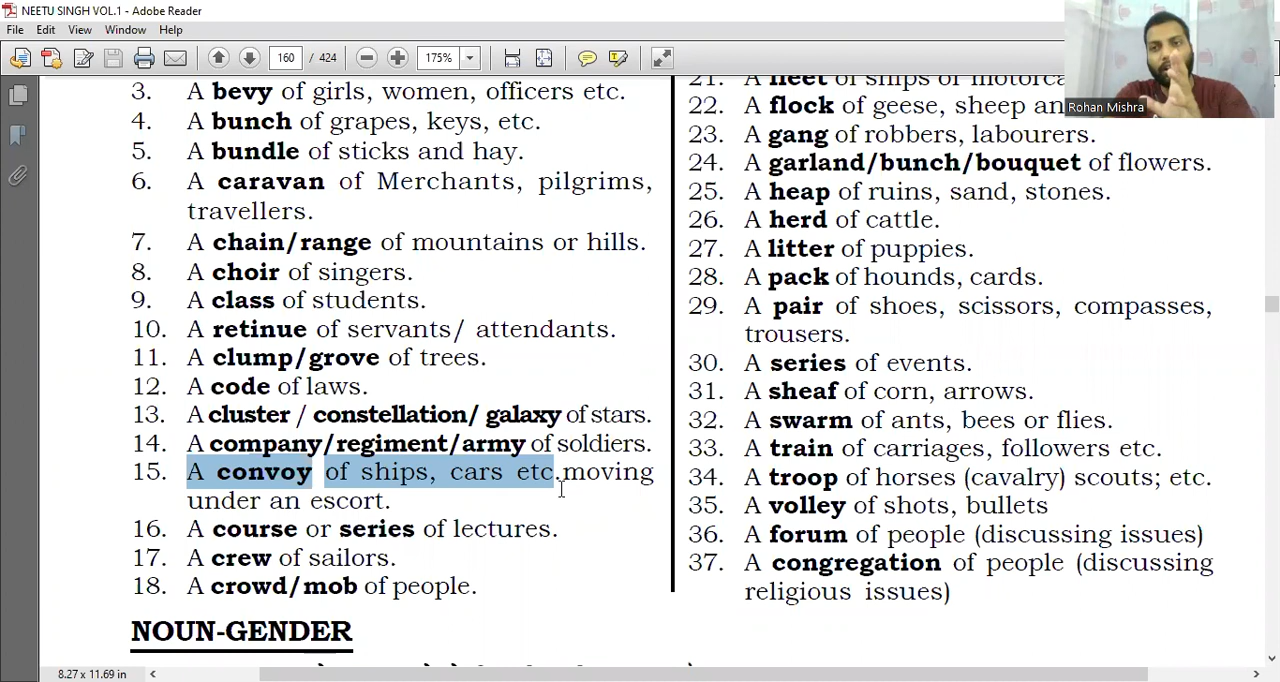 NEETU SINGH VOL.1 - Adobe Reader
File Edit View Window Help
160 / 424 175%
Rohan Mishra
3. A bevy of girls, women, officers etc.
4. A bunch of grapes, keys, etc.
5. A bundle of sticks and hay.
6. A caravan of Merchants, pilgrims,
travellers.
7. A chain/range of mountains or hills.
8. A choir of singers.
9. A class of students.
10. A retinue of servants/ attendants.
11. A clump/grove of trees.
12. A code of laws.
13. A cluster / constellation/ galaxy of stars.
14. A company/regiment/army of soldiers.
15. A convoy of ships, cars etc.moving
under an escort.
16. A course or series of lectures.
17. A crew of sailors.
18. A crowd/mob of people.
NOUN-GENDER
21. A fleet of ships or
22. A flock of geese, sheep
23. A gang of robbers, labourers.
24. A garland/bunch/bouquet of flowers.
25. A heap of ruins, sand, stones.
26. A herd of cattle.
27. A litter of puppies.
28. A pack of hounds, cards.
29. A pair of shoes, scissors, compasses,
trousers.
30. A series of events.
31. A sheaf of corn, arrows.
32. A swarm of ants, bees or flies.
33. A train of carriages, followers etc.
34. A troop of horses (cavalry) scouts; etc.
35. A volley of shots, bullets
36. A forum of people (discussing issues)
37. A congregation of people (discussing
religious issues)
8.27 x 11.69 in